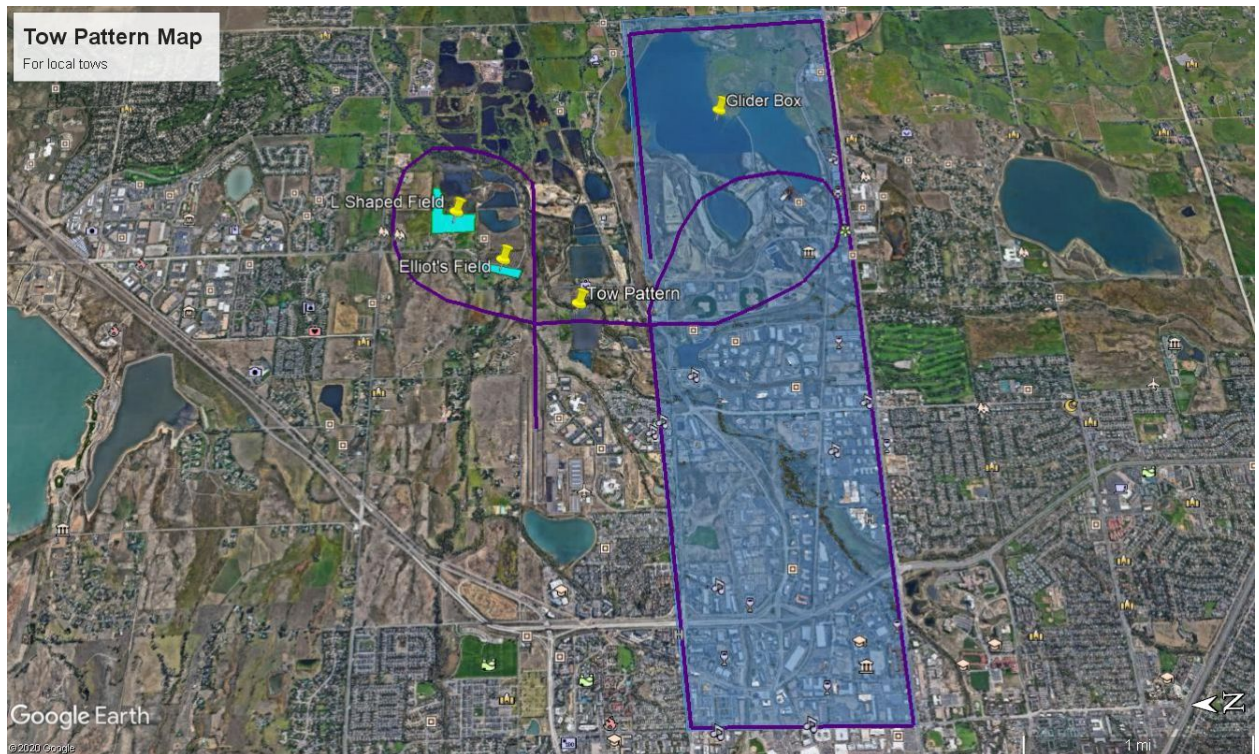 Tow Pattern Map
For local tows
Glider Box
L Shaped Field
Elliot's Field
Tow Pattern
Google Earth
©2020 Google
1 mi
N